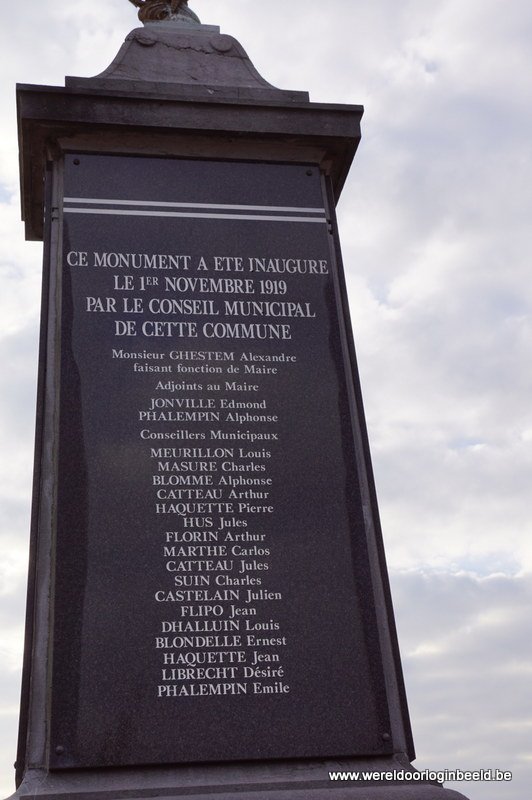 CE MONUMENT A ETE INAUGURE
LE 1ER NOVEMBRE 1919
PAR LE CONSEIL MUNICIPAL
DE CETTE COMMUNE
Monsieur GHESTEM Alexandre
faisant fonction de Maire
Adjoints au Maire
JONVILLE Edmond
PHALEMPIN Alphonse
Conseillers Municipaux
MEURILLON Louis
MASURE Charles
BLOMME Alphonse
CATTEAU Arthur
HAQUETTE Pierre
HUS Jules
FLORIN Arthur
MARTHE Carlos
CATTEAU Jules
SUIN Charles
CASTELAIN Julien
FLIPO Jean
DHALLUIN Louis
BLONDELLE Ernest
HAQUETTE Jean
LIBRECHT Désiré
PHALEMPIN Emile
www.wereldoorloginbeeld.be